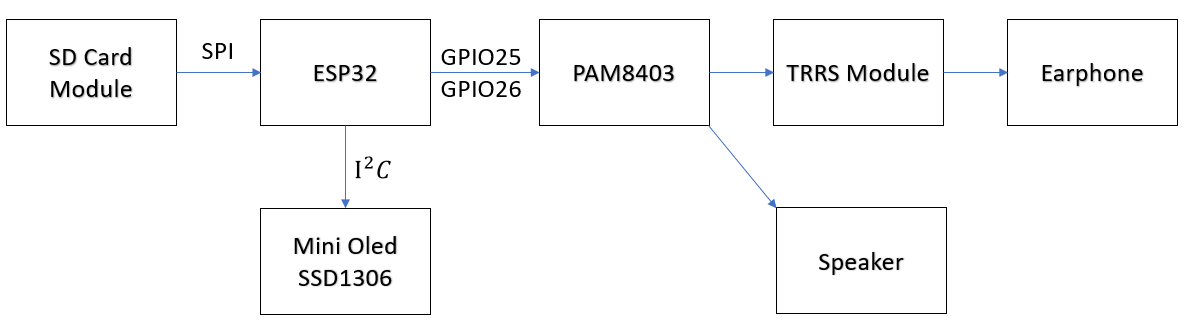 SD Card
Module
SPI
ESP32
GPIO25
GPIO26
PAM8403
TRRS Module
Earphone
I²C
Mini Oled
SSD1306
Speaker